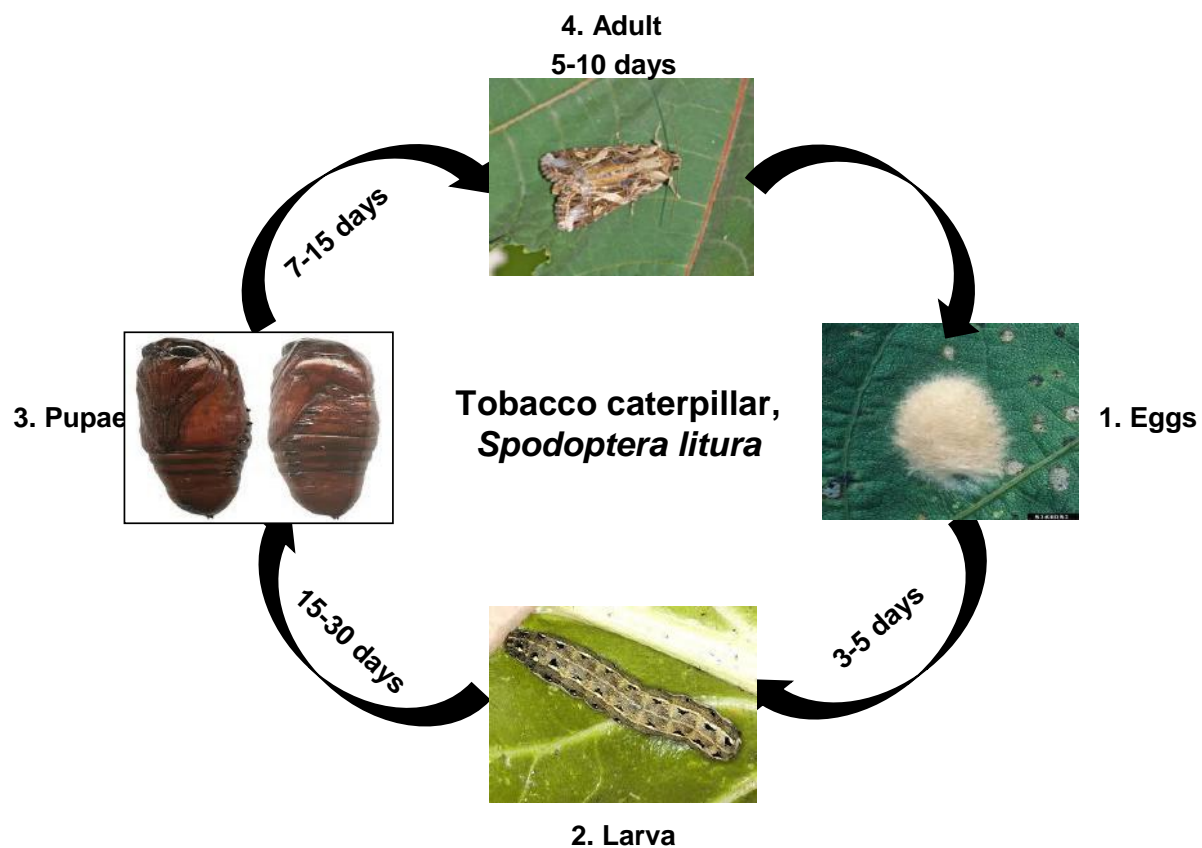 4. Adult
5-10 days
7-15 days
3. Pupae
Tobacco caterpillar,
Spodoptera litura
1. Eggs
15-30 days
3-5 days
2. Larva